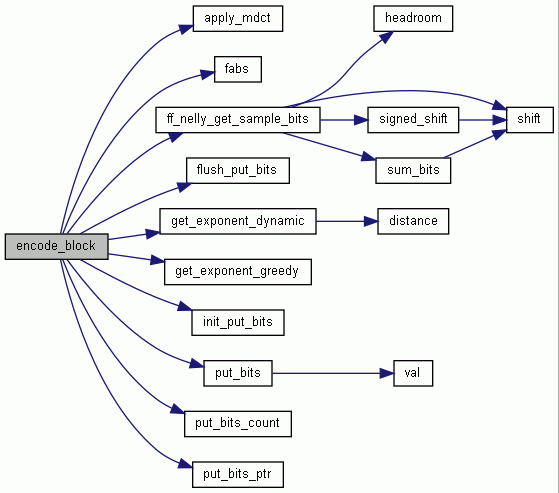 apply_mdct
headroom
fabs
ff_nelly_get_sample_bits
signed_shift
shift
flush_put_bits
sum_bits
get_exponent_dynamic
distance
encode_block
get_exponent_greedy
init_put_bits
put_bits
val
put_bits_count
put_bits_ptr